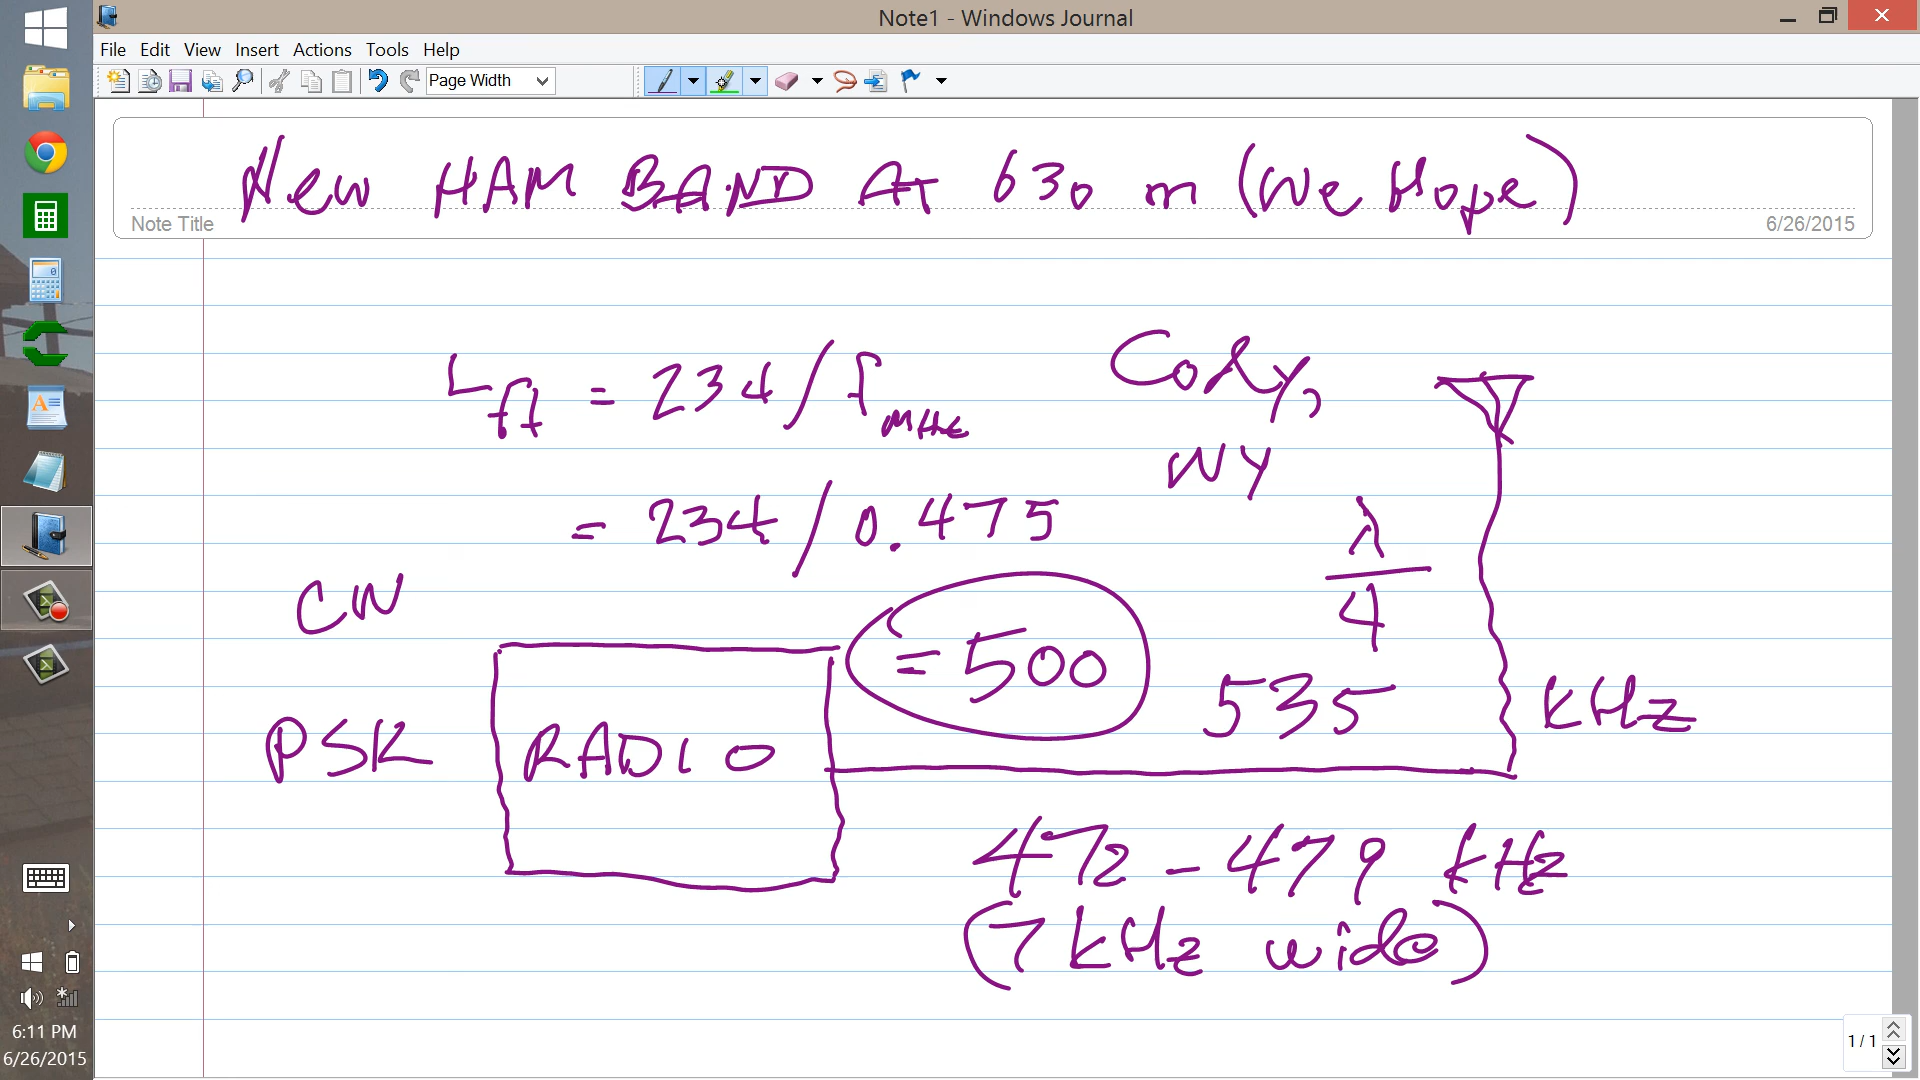 Note1 - Windows Journal
File Edit View Insert Actions Tools Help
Page Width
New HAM BAND AT 630 m (We Hope)
Note Title
6/26/2015
L ft = 234 / f MHz
Cody,
WY
= 234 / 0.475
λ
4
CW
= 500
535 kHz
PSK
RADIO
472 - 479 kHz
(7 kHz wide)
1 / 1
6:11 PM
6/26/2015